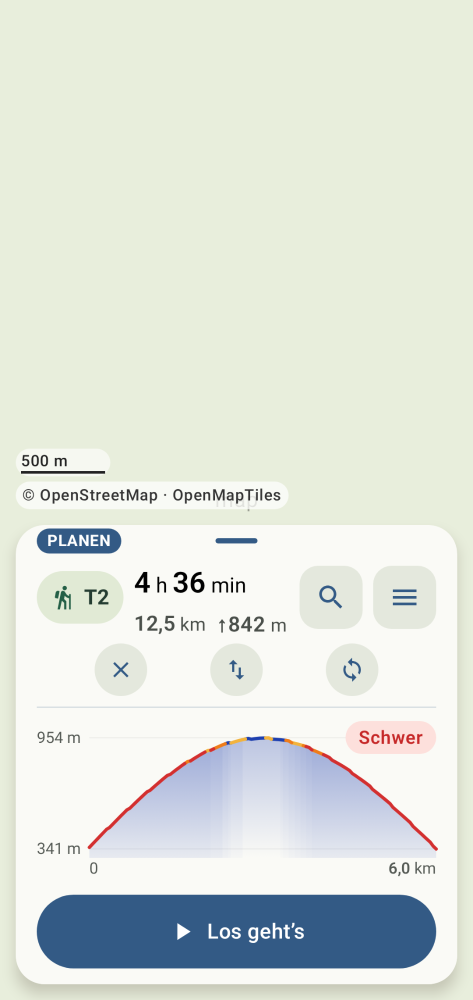 500 m
© OpenStreetMap · OpenMapTiles
map
PLANEN
T2
4 h 36 min
12,5 km ↑842 m
954 m
Schwer
341 m
0
6,0 km
Los geht's